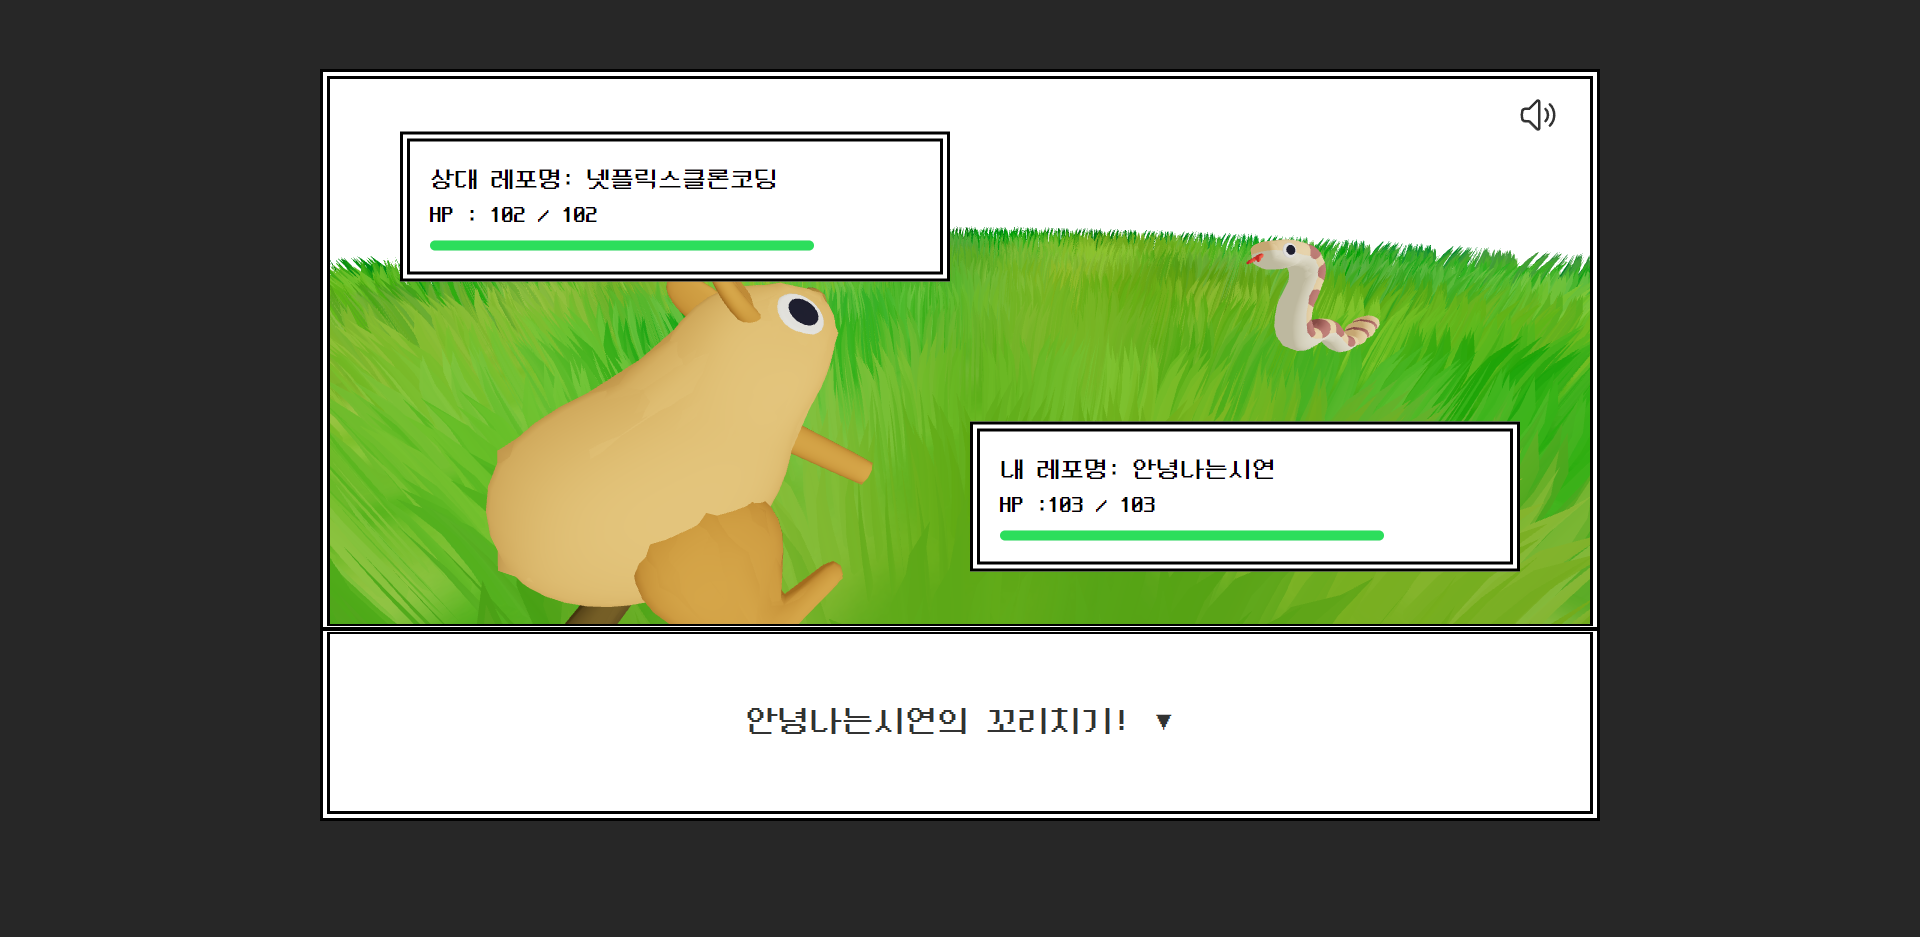 상대 레포명: 넷플릭스클론코딩
HP : 102 / 102
내 레포명: 안녕나는시연
HP :103 / 103
안녕나는시연의 꼬리치기! ▼